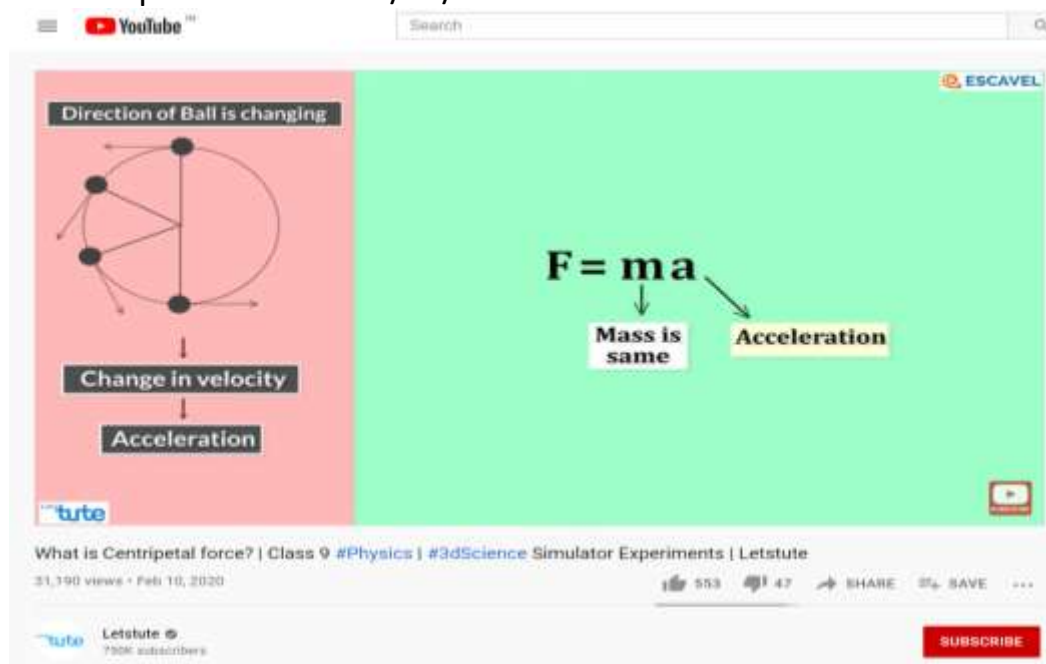 YouTube
Search
ESCAVEL
Direction of Ball is changing
F = ma
Mass is
same
Acceleration
Change in velocity
Acceleration
tute
What is Centripetal force? | Class 9 #Physics | #3dScience Simulator Experiments | Letstute
31,190 views • Feb 10, 2020
553
47
SHARE
SAVE
...
Letstute
tute
790K subscribers
SUBSCRIBE